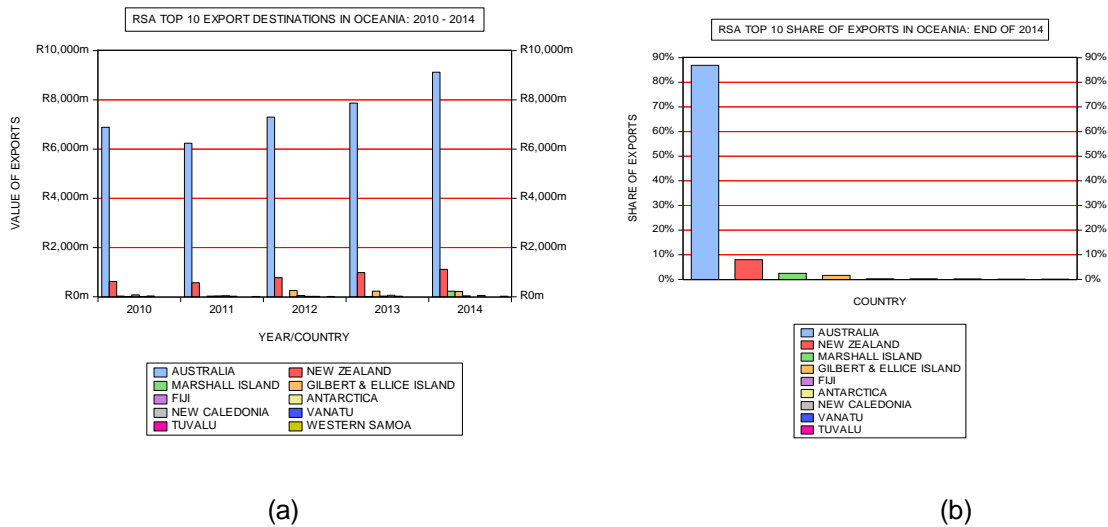 RSA TOP 10 EXPORT DESTINATIONS IN OCEANIA: 2010 - 2014
R10,000m
R8,000m
R6,000m
R4,000m
R2,000m
R0m
VALUE OF EXPORTS
R10,000m
R8,000m
R6,000m
R4,000m
R2,000m
R0m
2010 2011 2012 2013 2014
YEAR/COUNTRY
AUSTRALIA NEW ZEALAND
MARSHALL ISLAND GILBERT & ELLICE ISLAND
FIJI ANTARCTICA
NEW CALEDONIA VANATU
TUVALU WESTERN SAMOA
(a)
RSA TOP 10 SHARE OF EXPORTS IN OCEANIA: END OF 2014
90%
80%
70%
60%
50%
40%
30%
20%
10%
0%
SHARE OF EXPORTS
90%
80%
70%
60%
50%
40%
30%
20%
10%
0%
COUNTRY
AUSTRALIA
NEW ZEALAND
MARSHALL ISLAND
GILBERT & ELLICE ISLAND
FIJI
ANTARCTICA
NEW CALEDONIA
VANATU
TUVALU
(b)